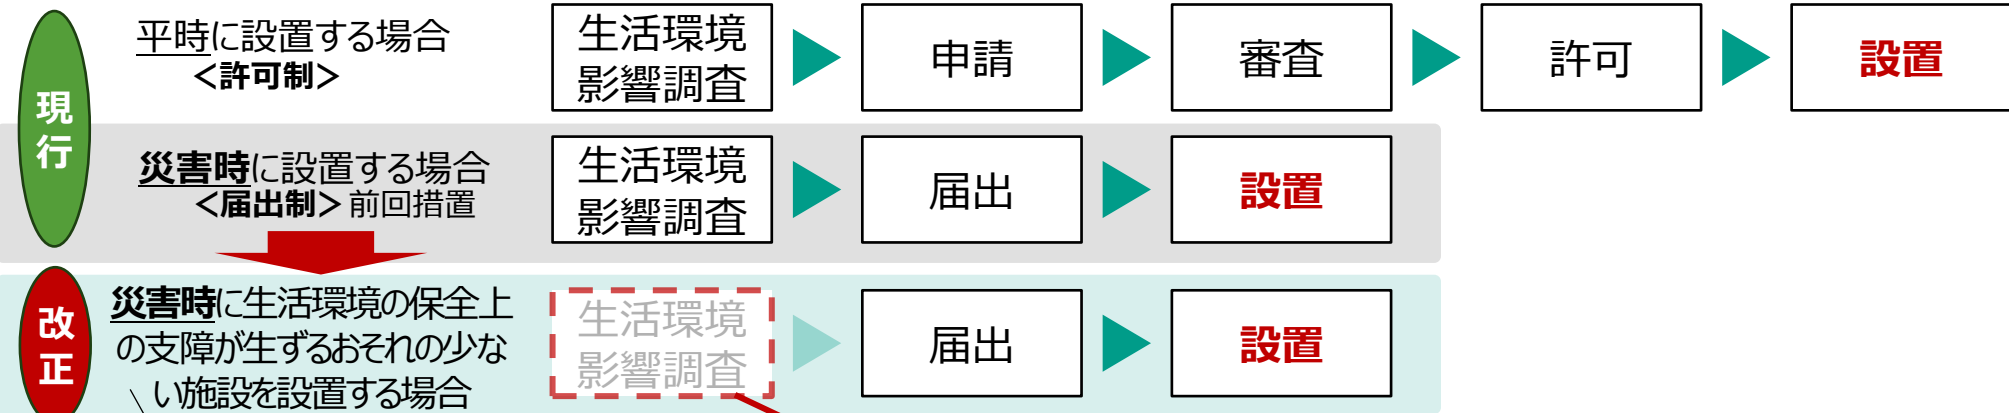 現行
平時に設置する場合
<許可制>
生活環境
影響調査
申請
審査
許可
設置
災害時に設置する場合
<届出制>前回措置
生活環境
影響調査
届出
設置
改正
災害時に生活環境の保全上
の支障が生ずるおそれの少な
い施設を設置する場合
生活環境
影響調査
届出
設置